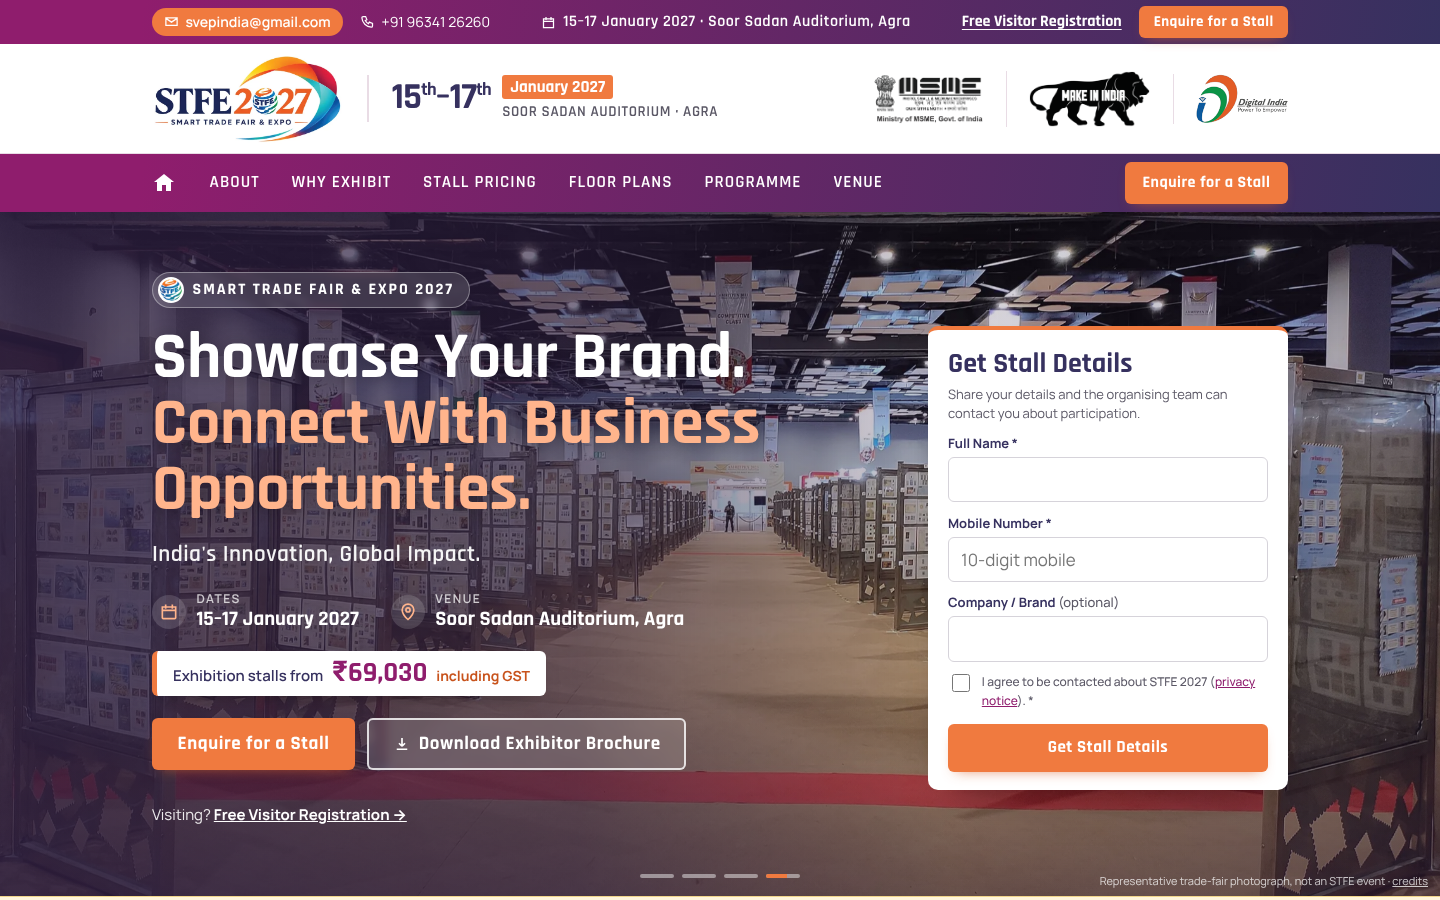 svepindia@gmail.com
+91 96341 26260
15–17 January 2027 · Soor Sadan Auditorium, Agra
Free Visitor Registration
Enquire for a Stall
STFE2027
SMART TRADE FAIR & EXPO
15th–17th
January 2027
SOOR SADAN AUDITORIUM · AGRA
MSME
Ministry of MSME, Govt. of India
MAKE IN INDIA
Digital India
Power To Empower
ABOUT
WHY EXHIBIT
STALL PRICING
FLOOR PLANS
PROGRAMME
VENUE
Enquire for a Stall
STFE
SMART TRADE FAIR & EXPO 2027
Showcase Your Brand.
Connect With Business
Opportunities.
India's Innovation, Global Impact.
DATES
15–17 January 2027
VENUE
Soor Sadan Auditorium, Agra
Exhibition stalls from ₹69,030 including GST
Enquire for a Stall
Download Exhibitor Brochure
Visiting? Free Visitor Registration →
Get Stall Details
Share your details and the organising team can
contact you about participation.
Full Name *
Mobile Number *
10-digit mobile
Company / Brand (optional)
I agree to be contacted about STFE 2027 (privacy
notice). *
Get Stall Details
Representative trade-fair photograph, not an STFE event · credits